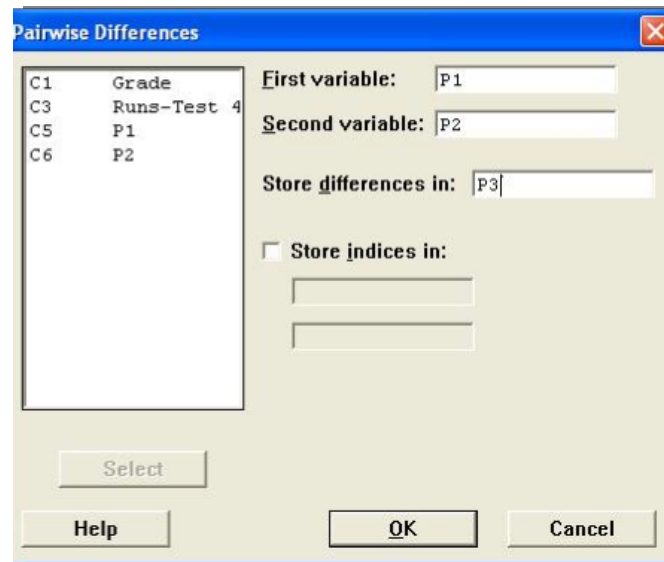 Pairwise Differences
C1 Grade
C3 Runs-Test 4
C5 P1
C6 P2
First variable: P1
Second variable: P2
Store differences in: P3
Store indices in:
Select
Help
OK
Cancel